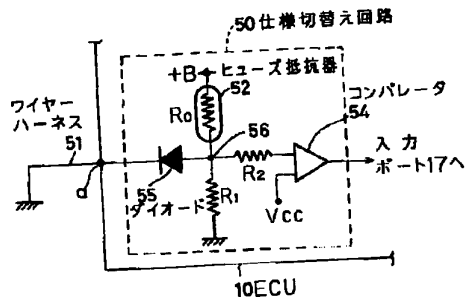 50仕様切替え回路
+B ヒューズ抵抗器
52
R0
コンパレータ
54
ワイヤー
ハーネス
51
56
入力
ポート17へ
R2
a
55
ダイオード
R1
Vcc
10ECU